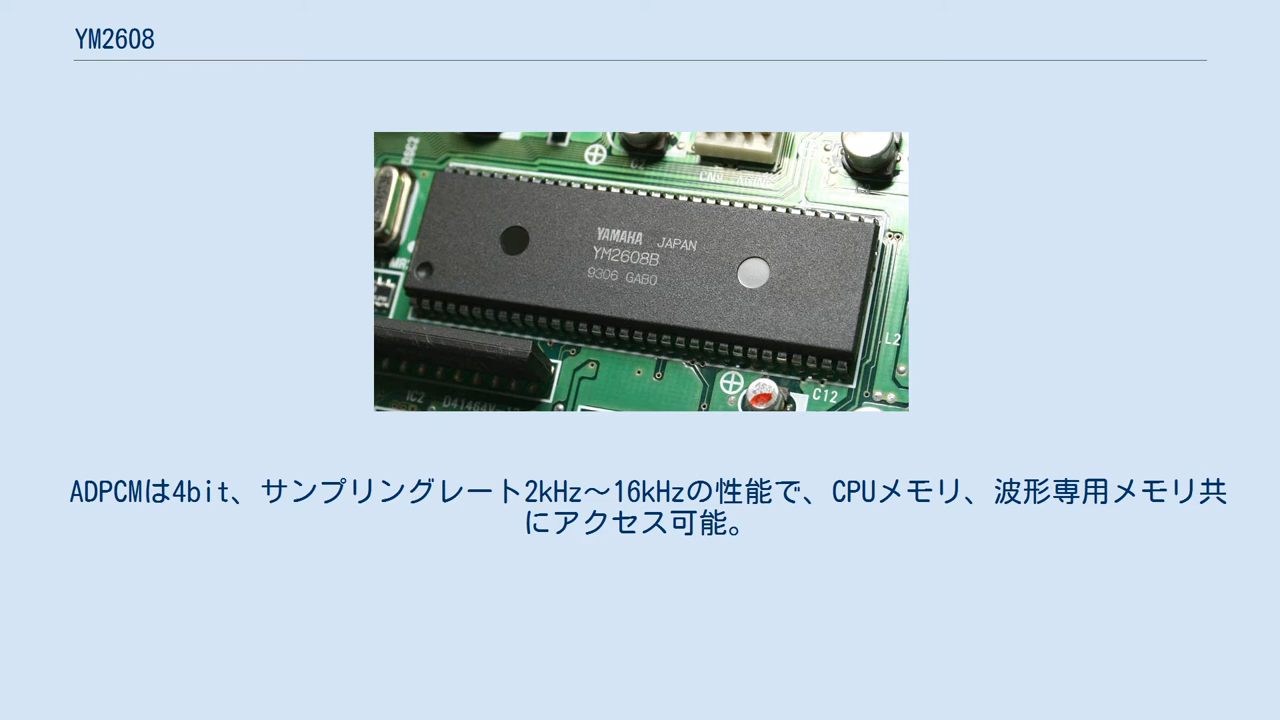 YM2608
OSC2
YAMAHA JAPAN
YM2608B
9306 GABO
L2
C12
IC2 D41464
ADPCMは4bit、サンプリングレート2kHz～16kHzの性能で、CPUメモリ、波形専用メモリ共
にアクセス可能。